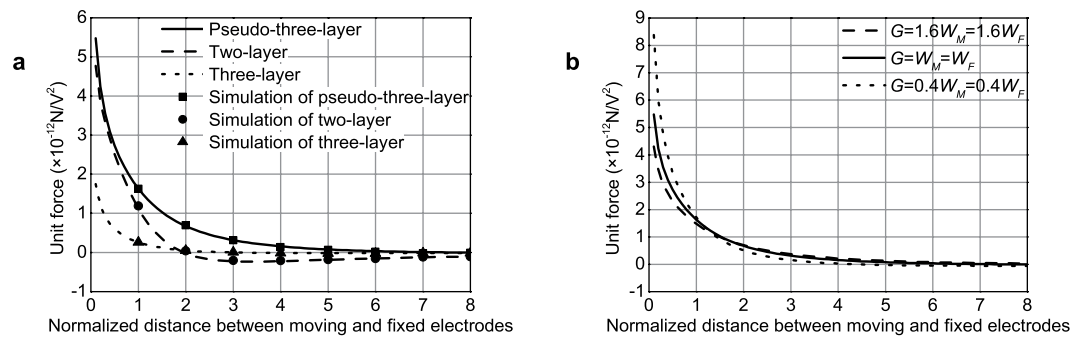 a
6
5
4
3
2
1
0
-1
Unit force (×10⁻¹²N/V²)
Pseudo-three-layer
Two-layer
Three-layer
Simulation of pseudo-three-layer
Simulation of two-layer
Simulation of three-layer
0 1 2 3 4 5 6 7 8
Normalized distance between moving and fixed electrodes
b
9
8
7
6
5
4
3
2
1
0
-1
Unit force (×10⁻¹²N/V²)
G=1.6W_M=1.6W_F
G=W_M=W_F
G=0.4W_M=0.4W_F
0 1 2 3 4 5 6 7 8
Normalized distance between moving and fixed electrodes